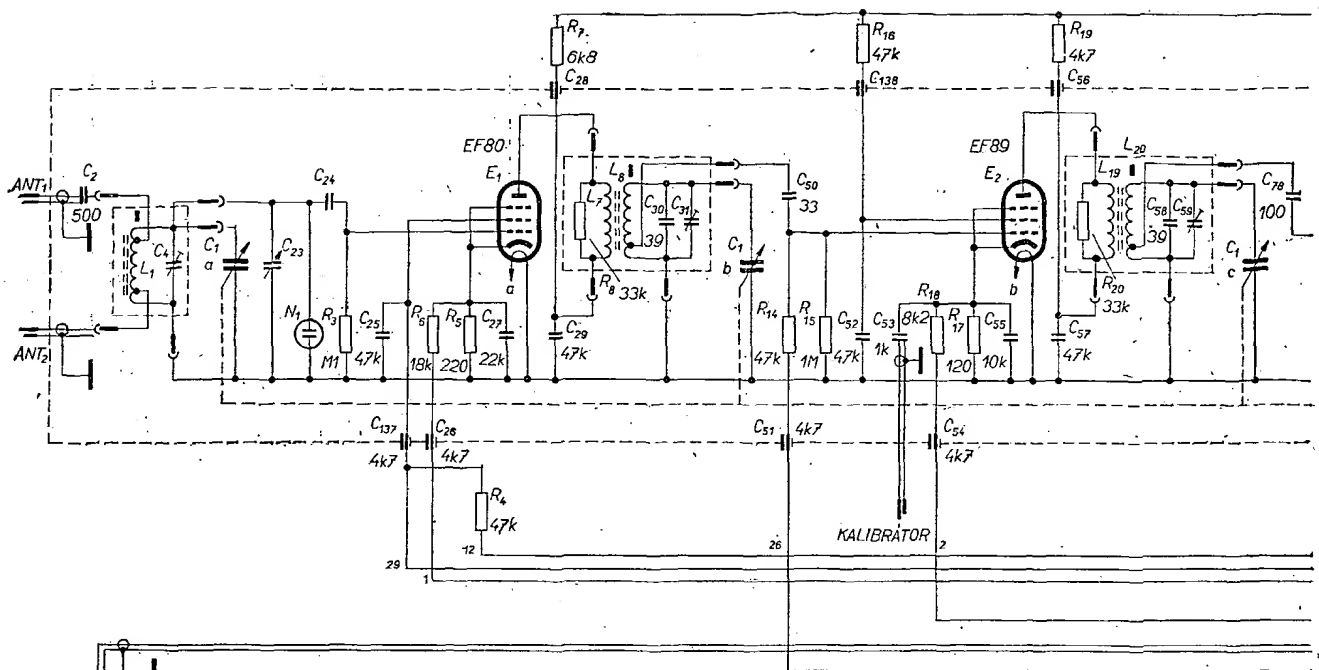 R7
6k8
R16
47k
R19
4k7
C28
C138
C56
EF80
E1
EF89
E2
L8
L20
L7
L19
C2
ANT1
500
C24
C50
33
C78
100
C30
C31
39
C58
C59
39
C4
L1
C1
a
C23
C1
b
C1
c
a
b
R8
33k
R20
33k
N1
R3
M1
C25
47k
R6
18k
R5
220
C27
22k
C29
47k
R14
47k
R15
1M
C52
47k
C53
1k
R18
8k2
R17
120
C55
10k
C57
47k
ANT2
C137
4k7
C26
4k7
C51
4k7
C54
4k7
R4
47k
KALIBRÁTOR
12
26
2
29
1